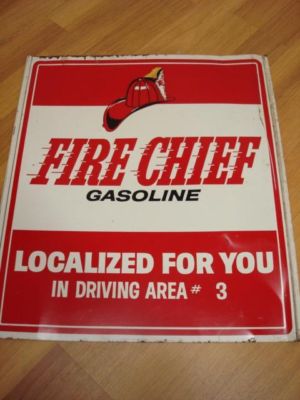 FIRE CHIEF
GASOLINE
LOCALIZED FOR YOU
IN DRIVING AREA # 3